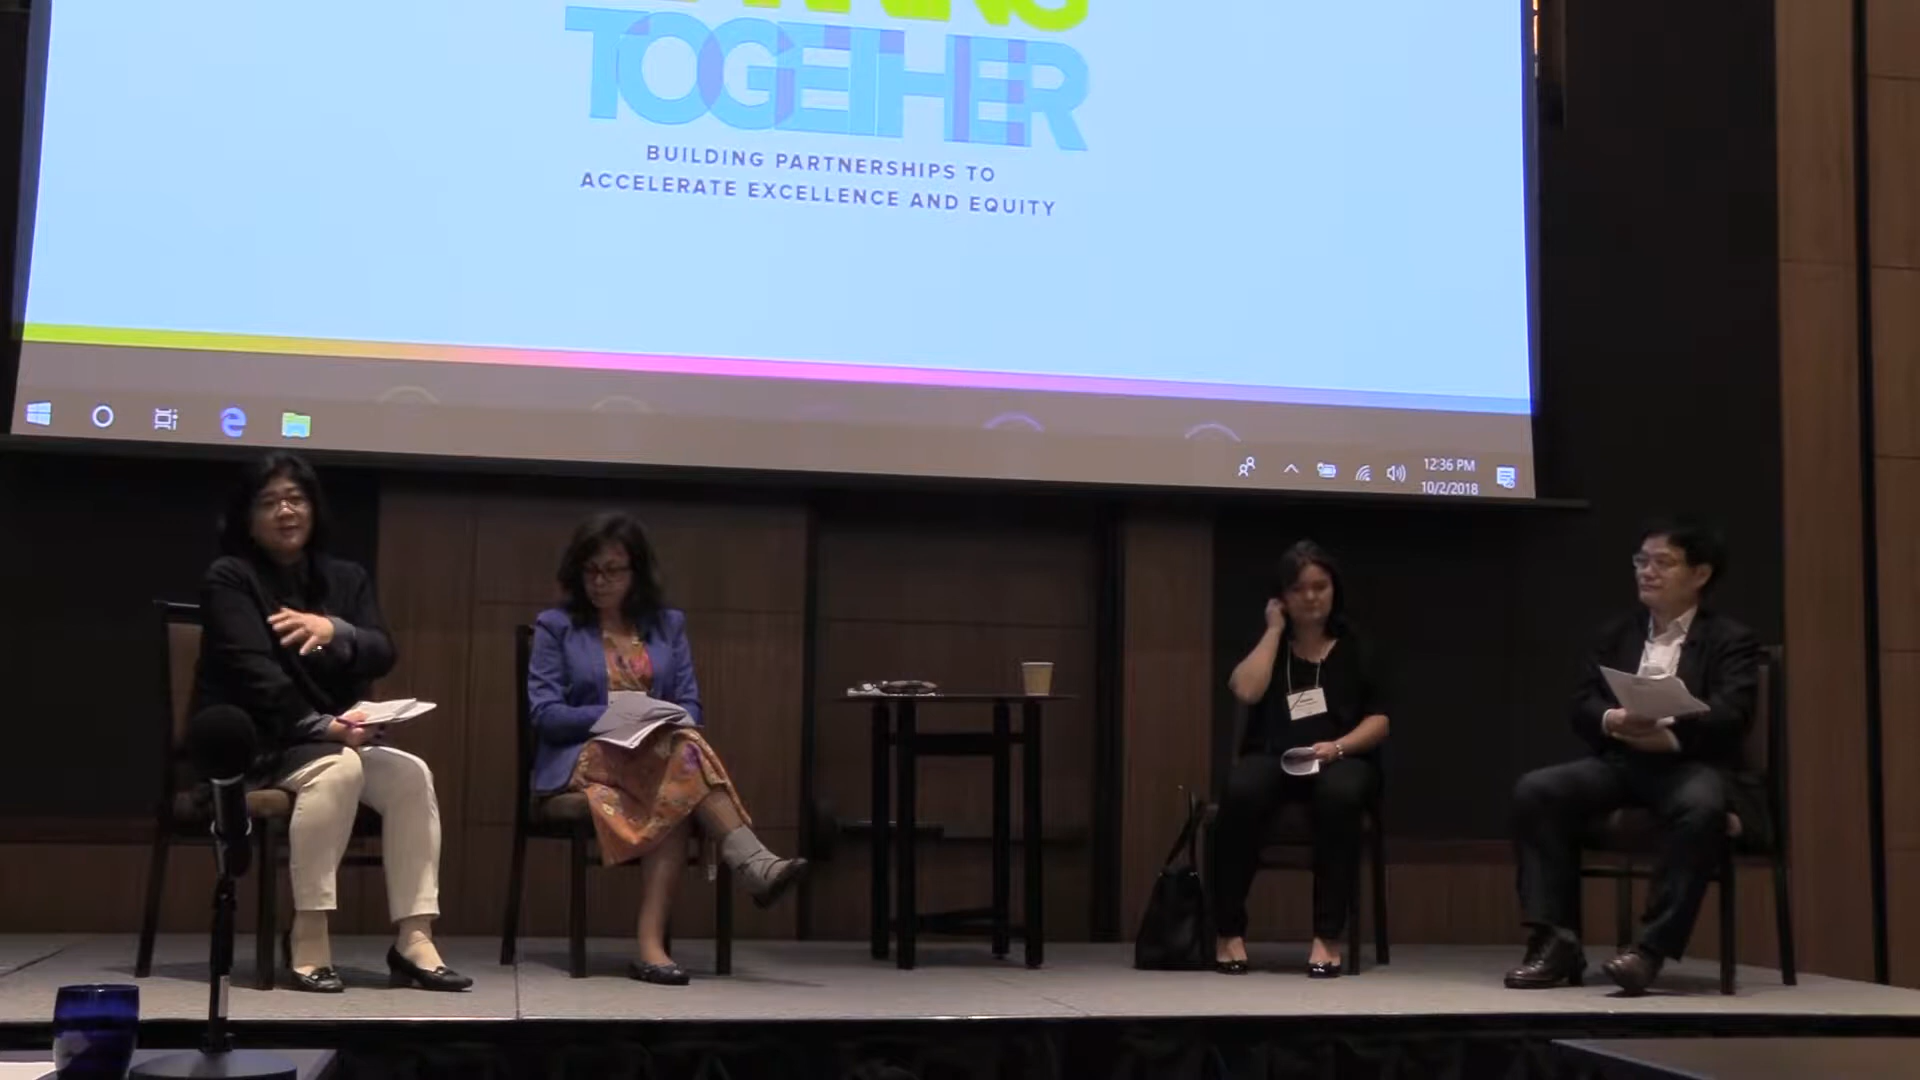 TOGETHER
BUILDING PARTNERSHIPS TO
ACCELERATE EXCELLENCE AND EQUITY
12:36 PM
10/2/2018